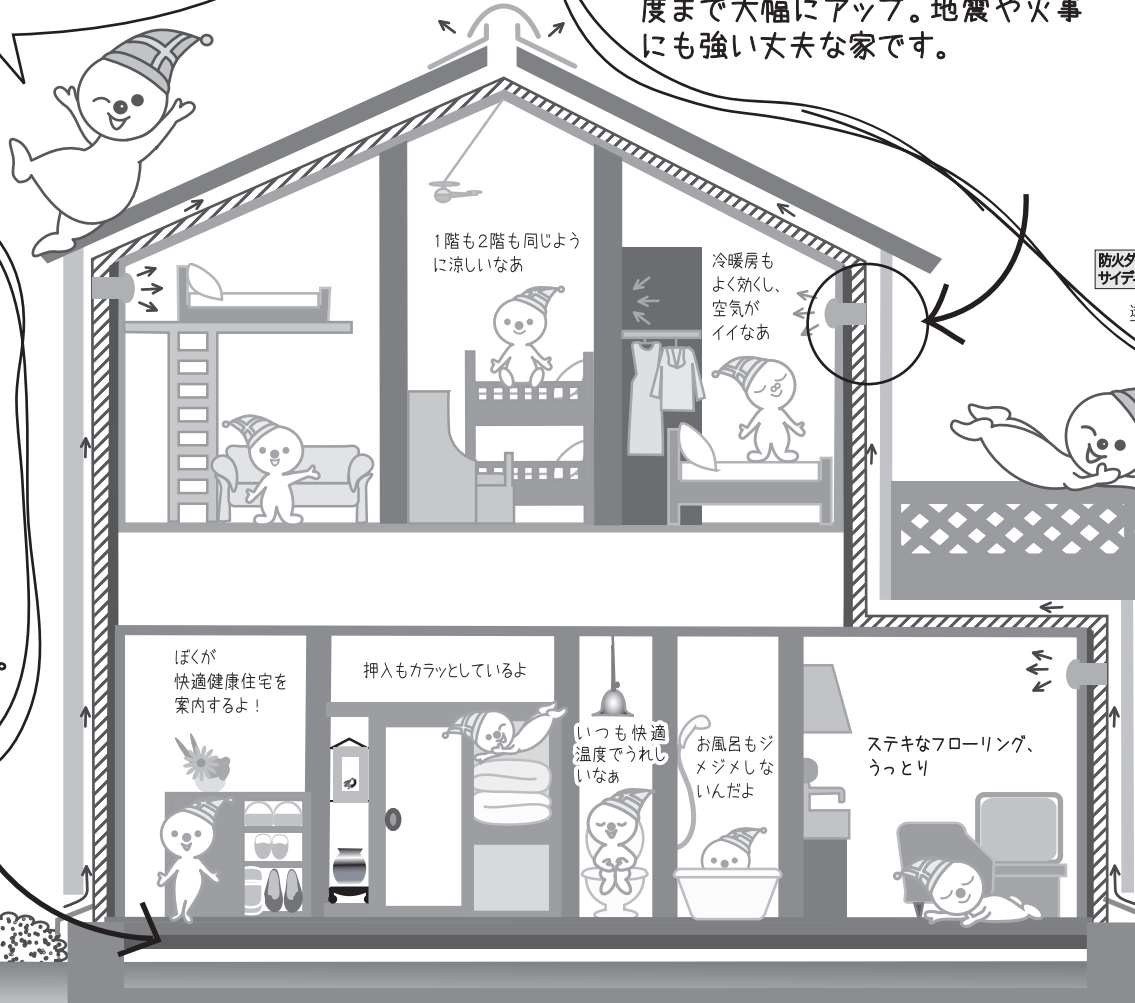 度まで大幅にアップ。地震や火事
にも強い丈夫な家です。
防火ダ
サイデ
1階も2階も同じよう
に涼しいなあ
冷暖房も
よく効くし、
空気が
イイなあ
ぼくが
快適健康住宅を
案内するよ！
押入もカラッとしているよ
いつも快適
温度でうれし
いなぁ
お風呂もジ
メジメしな
いんだよ
ステキなフローリング、
うっとり